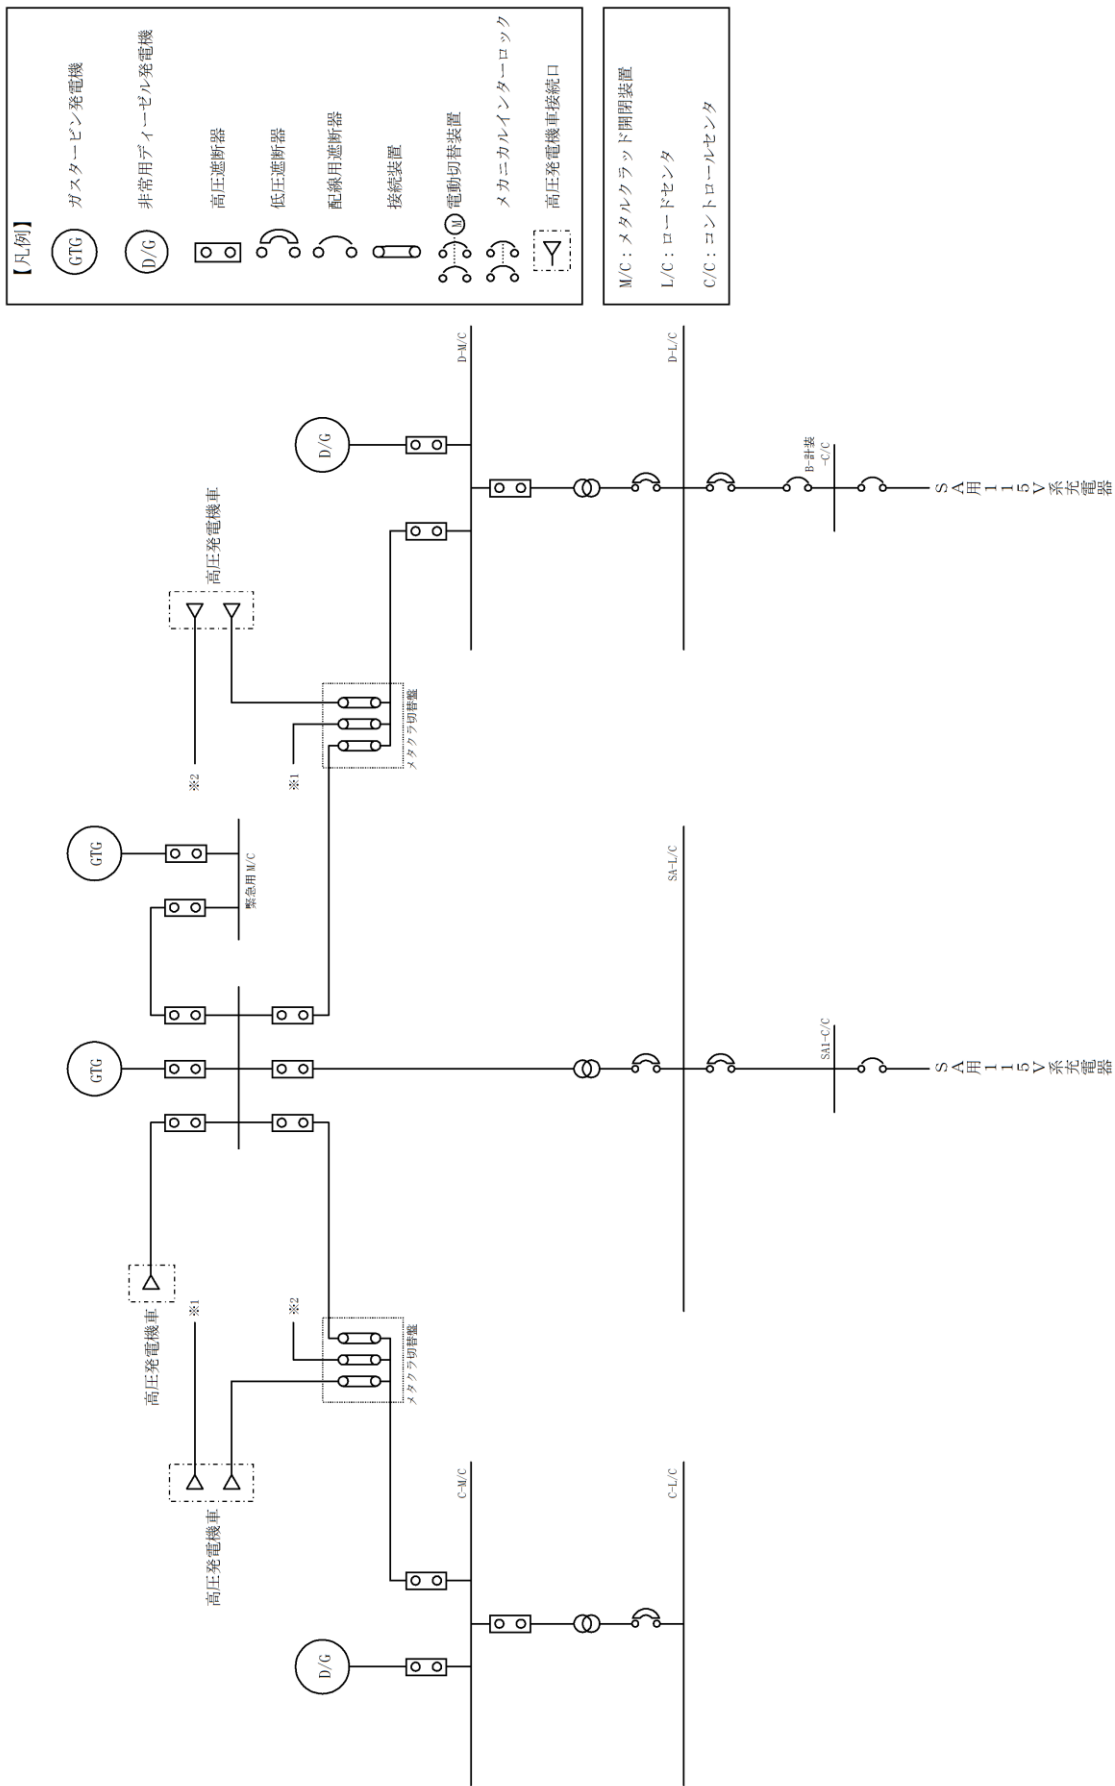 【凡例】
GTG
ガスタービン発電機
D/G
非常用ディーゼル発電機
高圧遮断器
低圧遮断器
配線用遮断器
接続装置
M
電動切替装置
メカニカルインターロック
高圧発電機車接続口
M/C：メタルクラッド開閉装置
L/C：ロードセンタ
C/C：コントロールセンタ
GTG
GTG
緊急用 M/C
高圧発電機車
高圧発電機車
高圧発電機車
※1
※2
※2
※1
メタクラ切替盤
メタクラ切替盤
D/G
D/G
C-M/C
D-M/C
C-L/C
SA-L/C
D-L/C
SA1-C/C
B-計装
-C/C
SA用115V系充電器
SA用115V系充電器